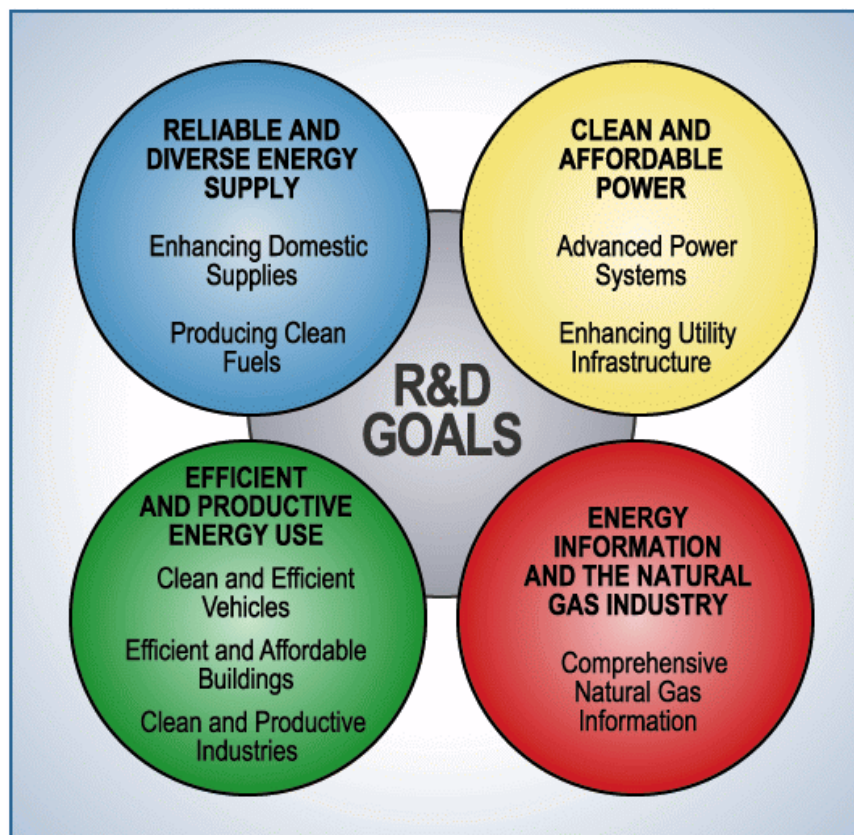 RELIABLE AND
DIVERSE ENERGY
SUPPLY
Enhancing Domestic
Supplies
Producing Clean
Fuels
CLEAN AND
AFFORDABLE
POWER
Advanced Power
Systems
Enhancing Utility
Infrastructure
R&D
GOALS
EFFICIENT
AND PRODUCTIVE
ENERGY USE
Clean and Efficient
Vehicles
Efficient and Affordable
Buildings
Clean and Productive
Industries
ENERGY
INFORMATION
AND THE NATURAL
GAS INDUSTRY
Comprehensive
Natural Gas
Information